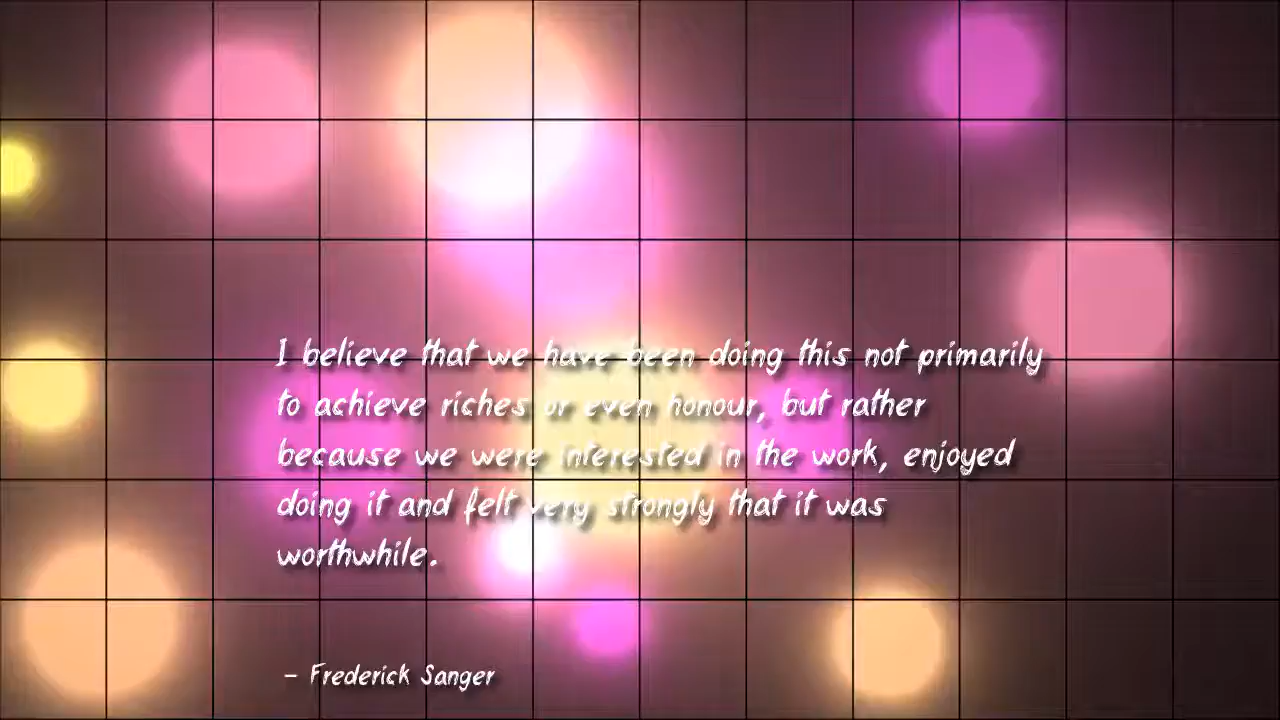 I believe that we have been doing this not primarily
to achieve riches or even honour, but rather
because we were interested in the work, enjoyed
doing it and felt very strongly that it was
worthwhile.
- Frederick Sanger